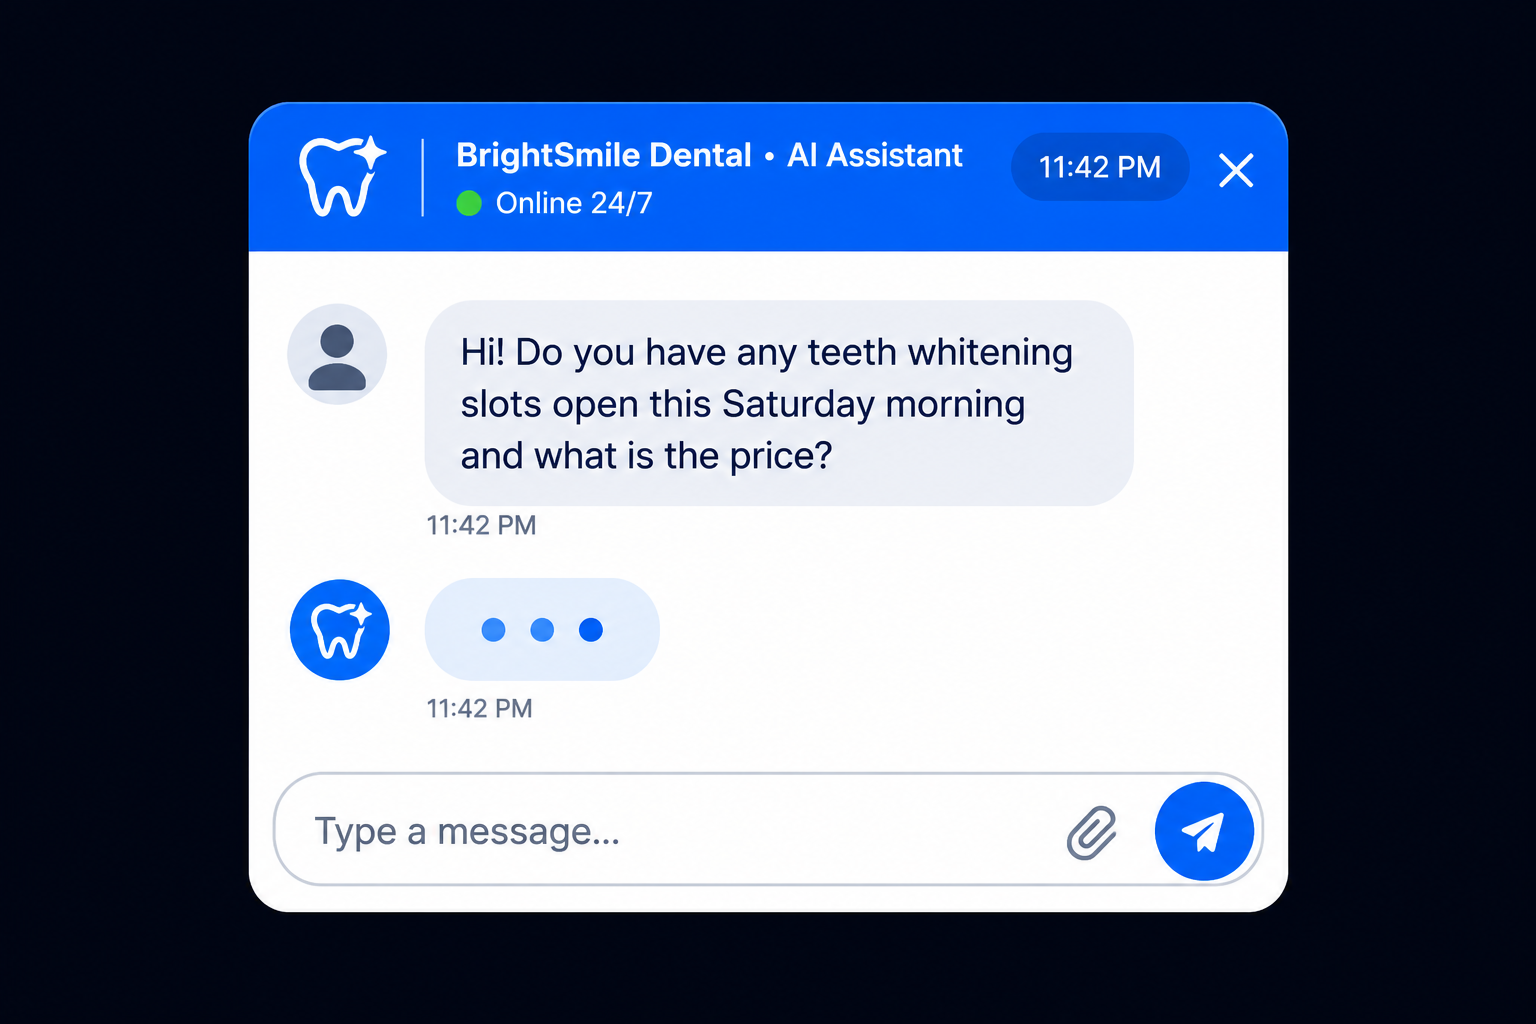 BrightSmile Dental • AI Assistant
11:42 PM
Online 24/7
Hi! Do you have any teeth whitening
slots open this Saturday morning
and what is the price?
11:42 PM
11:42 PM
Type a message...